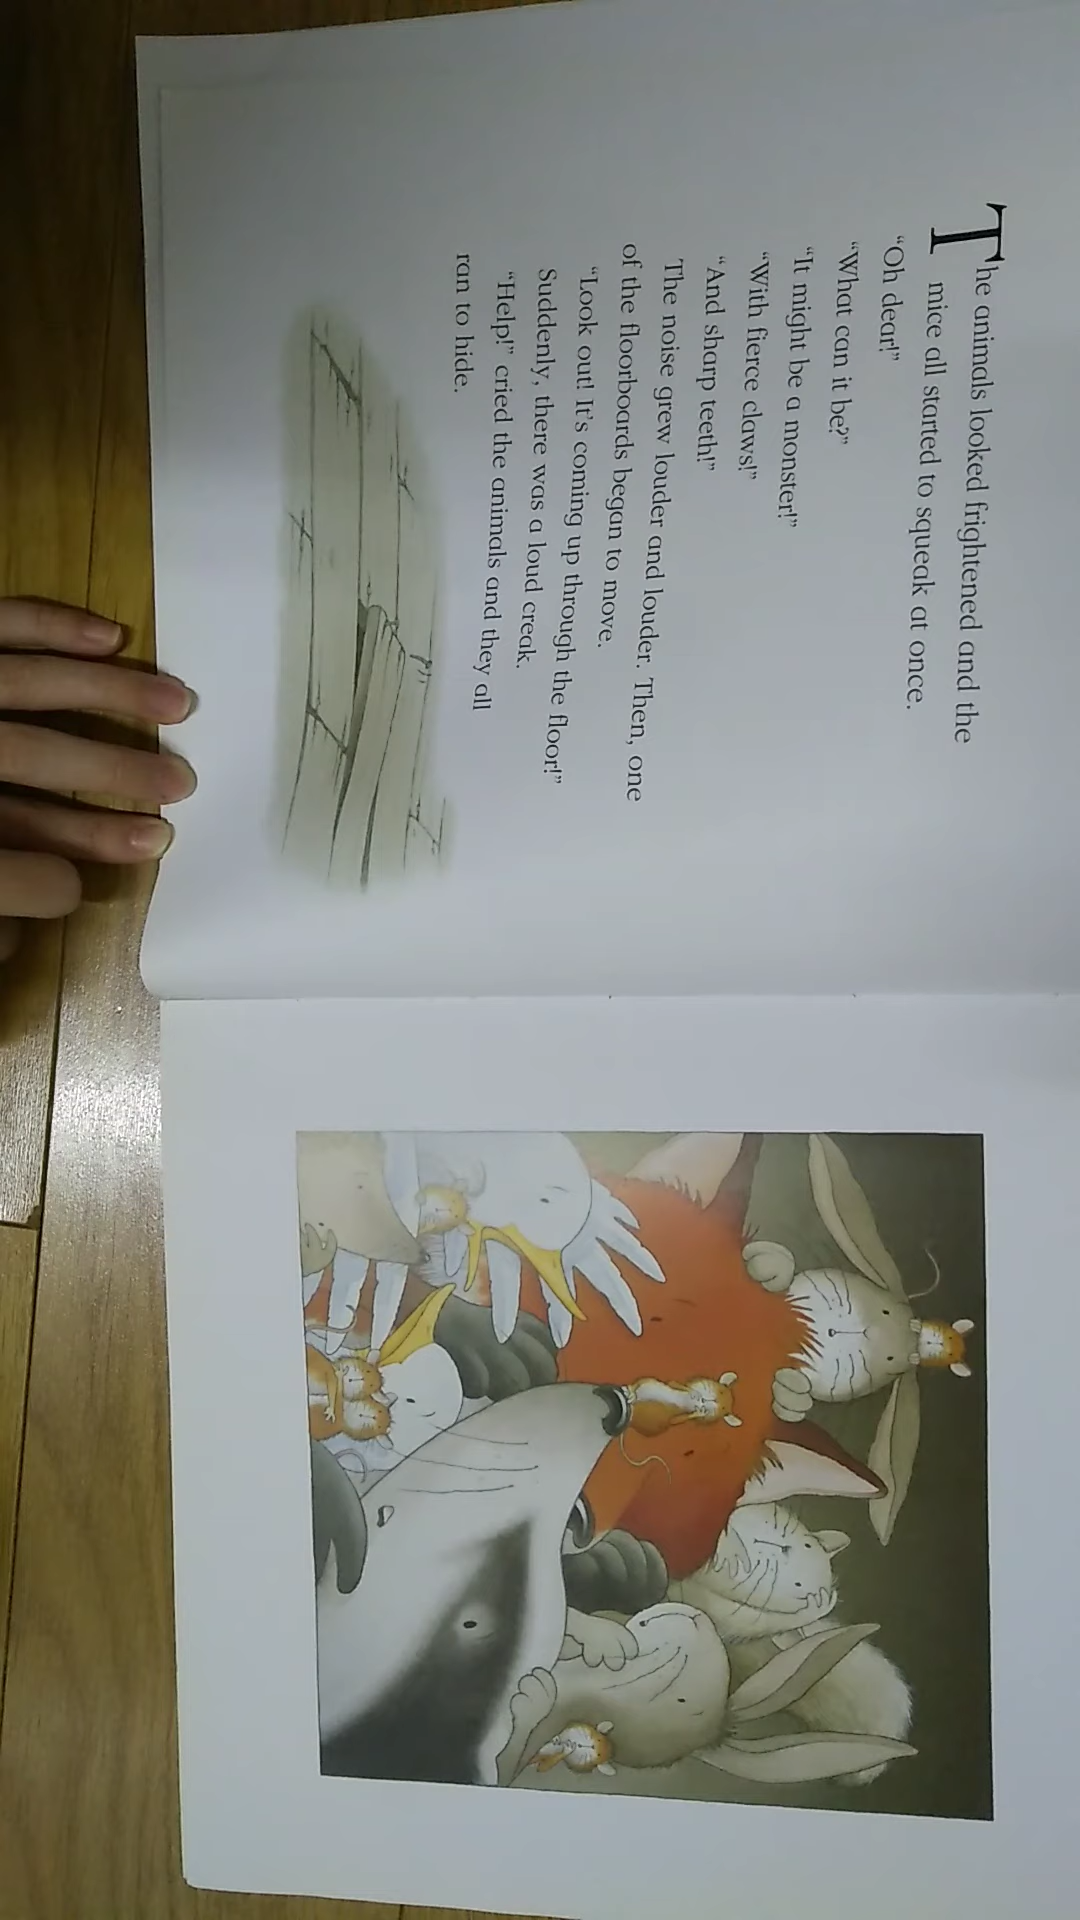 The animals looked frightened and the
mice all started to squeak at once.
“Oh dear!”
“What can it be?”
“It might be a monster!”
“With fierce claws!”
“And sharp teeth!”
The noise grew louder and louder. Then, one
of the floorboards began to move.
“Look out! It's coming up through the floor!”
Suddenly, there was a loud creak.
“Help!” cried the animals and they all
ran to hide.